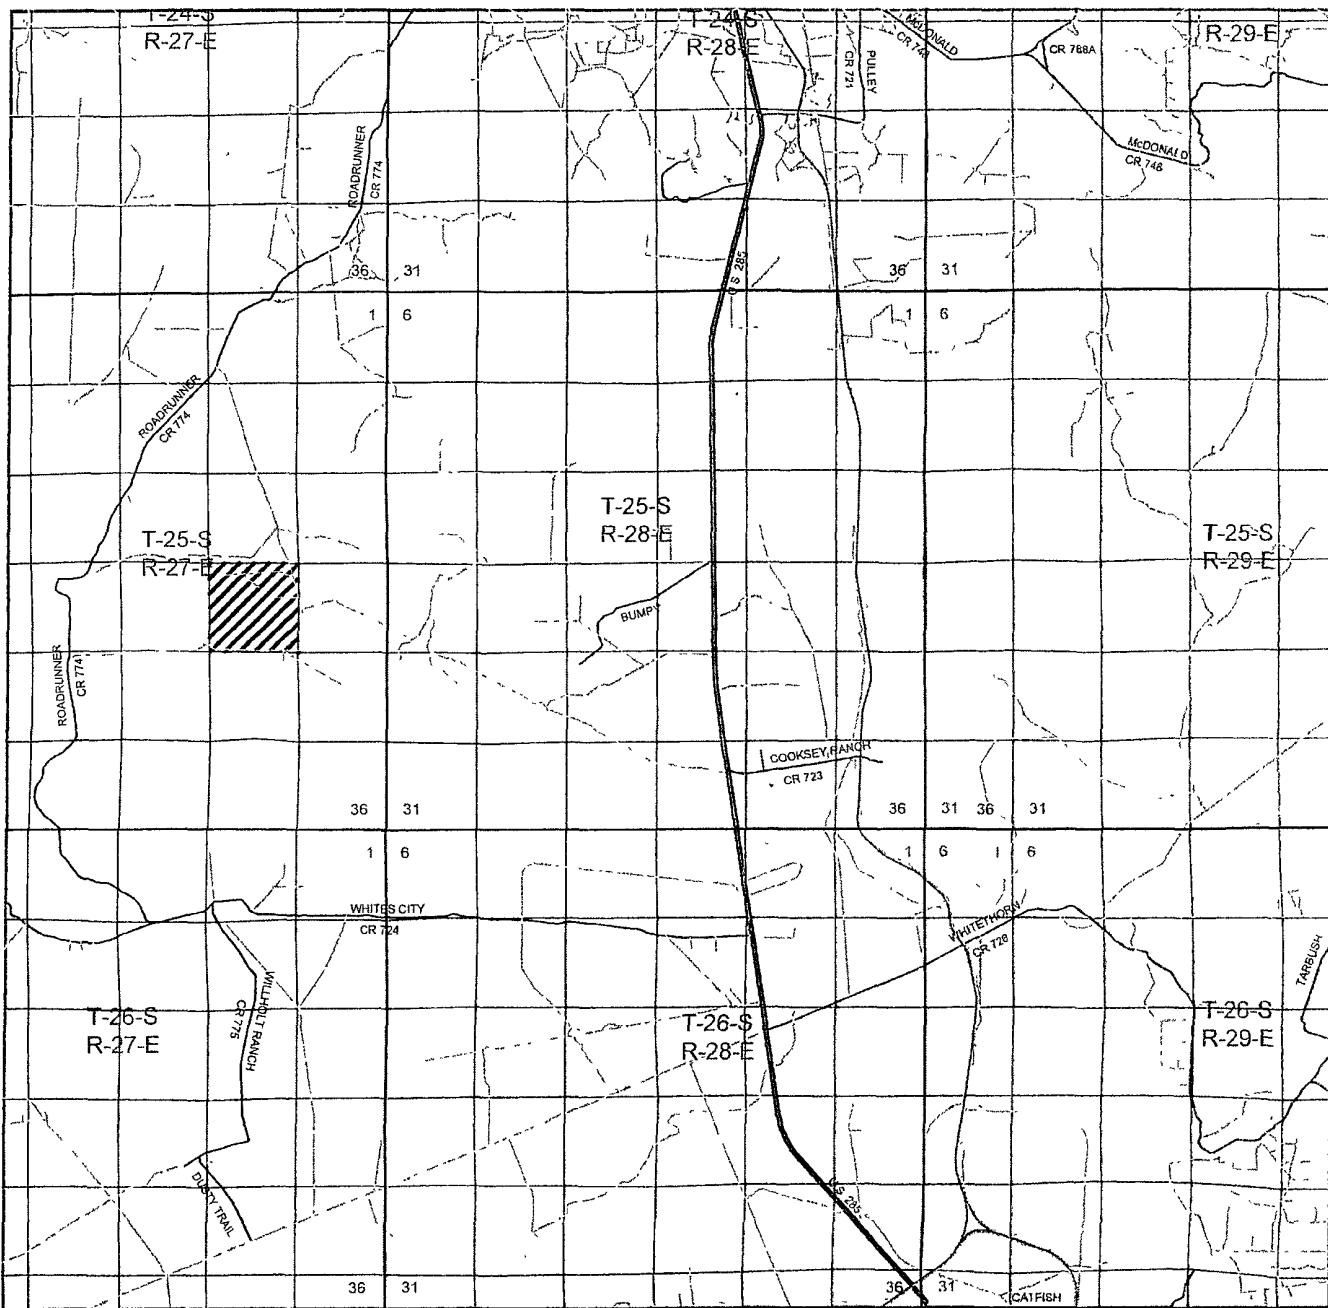 T-24-S
R-27-E
T-24-S
R-28-E
McDONALD
CR 748
PULLEY
CR 721
CR 788A
R-29-E
McDONALD
CR 748
ROADRUNNER
CR 774
36 31
36 31
U S 285
1 6
1 6
ROADRUNNER
CR 774
T-25-S
R-27-E
T-25-S
R-28-E
T-25-S
R-29-E
BUMPY
ROADRUNNER
CR 774
COOKSEY RANCH
CR 723
36 31
36 31 36 31
1 6
1 6 1 6
WHITES CITY
CR 724
WHITETHORN
CR 728
TARBUSH
WILLHOLT RANCH
CR 775
T-26-S
R-27-E
T-26-S
R-28-E
T-26-S
R-29-E
DUSTY TRAIL
U S 285
36 31
36 31
CATFISH